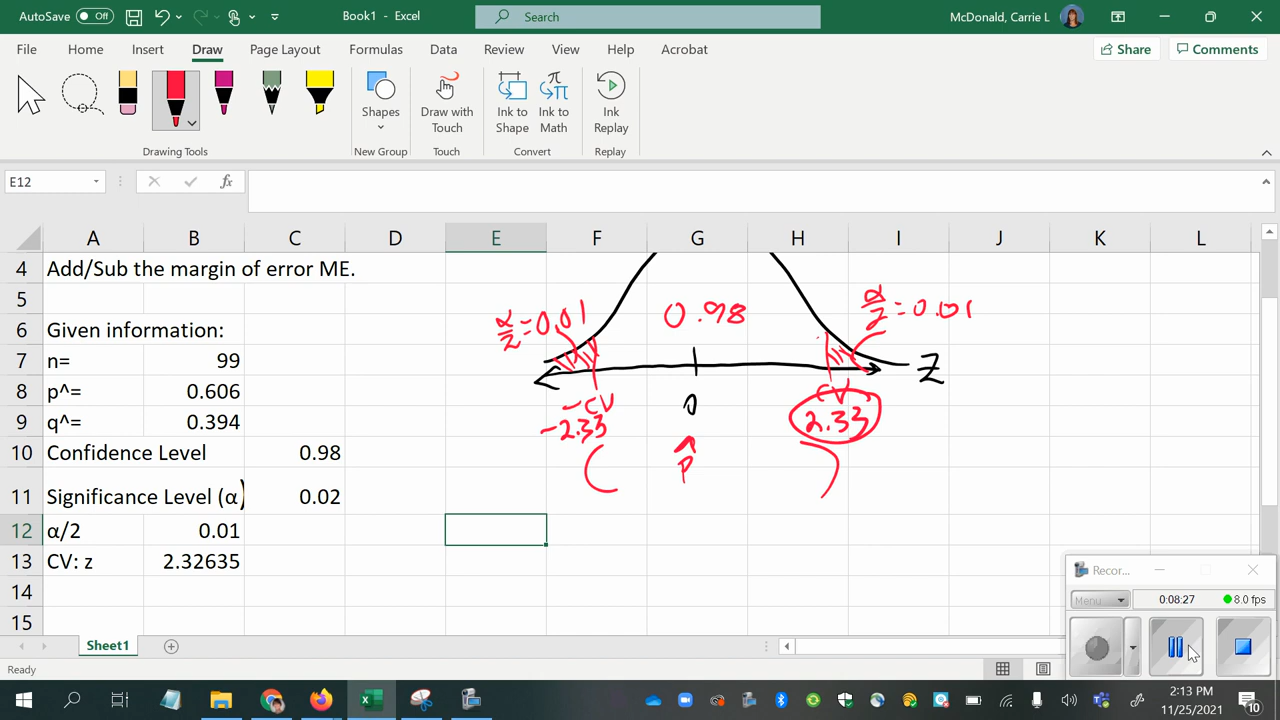 AutoSave Off Book1 - Excel Search McDonald, Carrie L
File Home Insert Draw Page Layout Formulas Data Review View Help Acrobat Share Comments
Shapes Draw with Touch Ink to Shape Ink to Math Ink Replay
Drawing Tools New Group Touch Convert Replay
E12 fx
A B C D E F G H I J K L
4 Add/Sub the margin of error ME.
5
α/2 = 0.01 0.98 α/2 = 0.01
6 Given information:
7 n= 99
Z
8 p^= 0.606
-CV 0 CV
9 q^= 0.394
-2.33 2.33
10 Confidence Level 0.98
( p^ )
11 Significance Level (α) 0.02
12 α/2 0.01
13 CV: z 2.32635
14
15
Recor...
Menu 00:08:27 8.0 fps
Sheet1
Ready
2:13 PM
11/25/2021
10